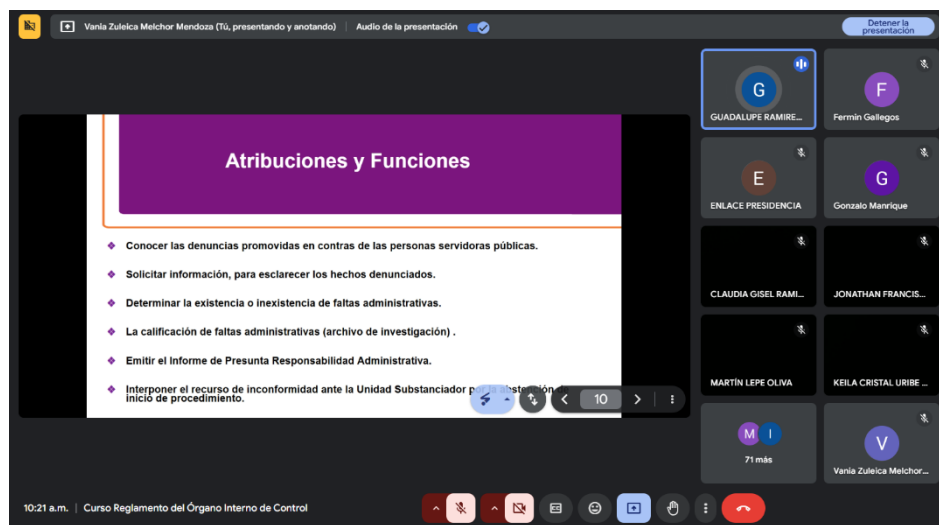 Vania Zuleica Melchor Mendoza (Tú, presentando y anotando)
Audio de la presentación
Detener la
presentación
Atribuciones y Funciones
Conocer las denuncias promovidas en contras de las personas servidoras públicas.
Solicitar información, para esclarecer los hechos denunciados.
Determinar la existencia o inexistencia de faltas administrativas.
La calificación de faltas administrativas (archivo de investigación) .
Emitir el Informe de Presunta Responsabilidad Administrativa.
Interponer el recurso de inconformidad ante la Unidad Substanciador por la abstención de
inicio de procedimiento.
10
G
GUADALUPE RAMIRE...
F
Fermin Gallegos
E
ENLACE PRESIDENCIA
G
Gonzalo Manrique
CLAUDIA GISEL RAMI...
JONATHAN FRANCIS...
MARTÍN LEPE OLIVA
KEILA CRISTAL URIBE ...
M I
71 más
V
Vania Zuleica Melchor...
10:21 a.m. | Curso Reglamento del Órgano Interno de Control